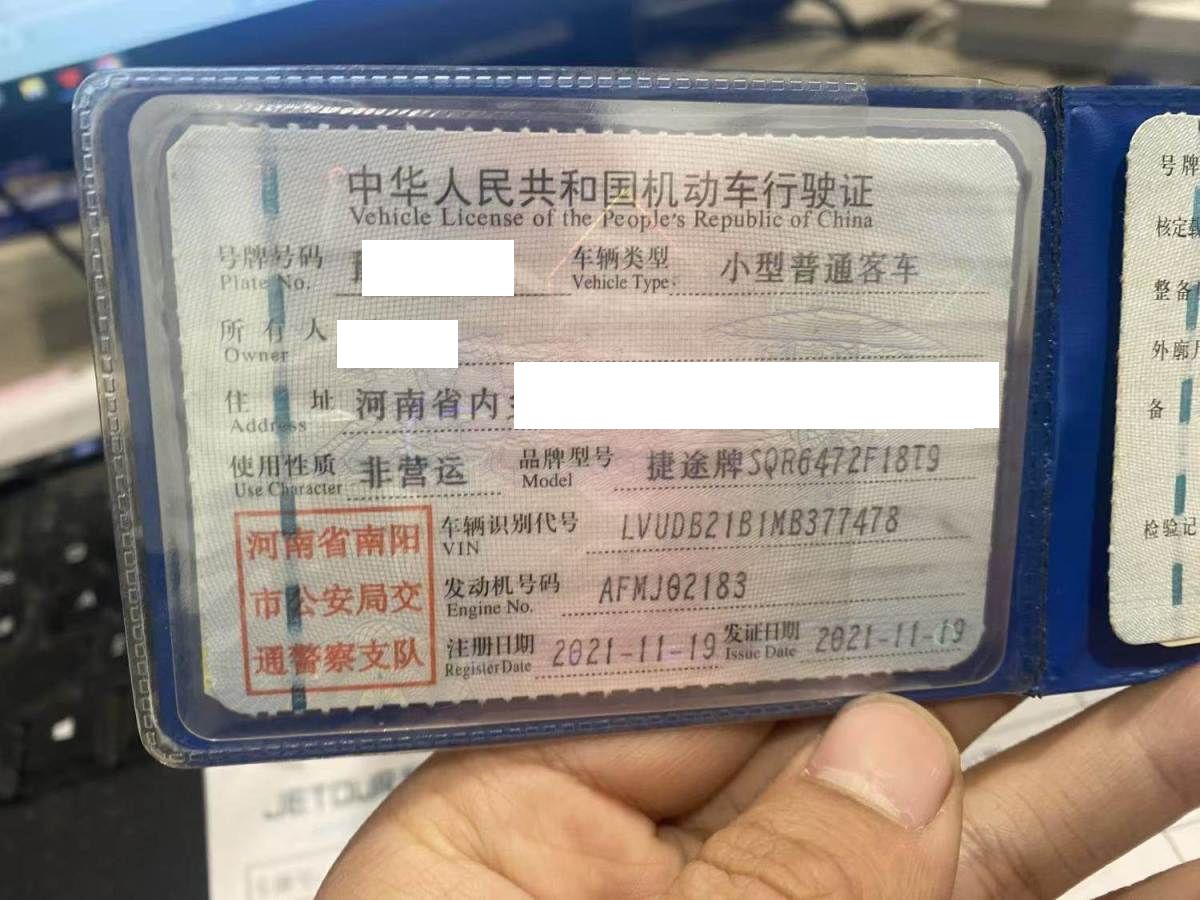 中华人民共和国机动车行驶证
Vehicle License of the People's Republic of China
号牌号码
Plate No.
车辆类型 小型普通客车
Vehicle Type
所有人
Owner
住址 河南省内
Address
使用性质 非营运
Use Character
品牌型号 捷途牌SQR6472F18T9
Model
河南省南阳
市公安局交
通警察支队
车辆识别代号 LVUDB21B1MB377478
VIN
发动机号码 AFMJ02183
Engine No.
注册日期 2021-11-19
Register Date
发证日期 2021-11-19
Issue Date
号牌
核定载
整备
外廓
备
检验记
JETOUR